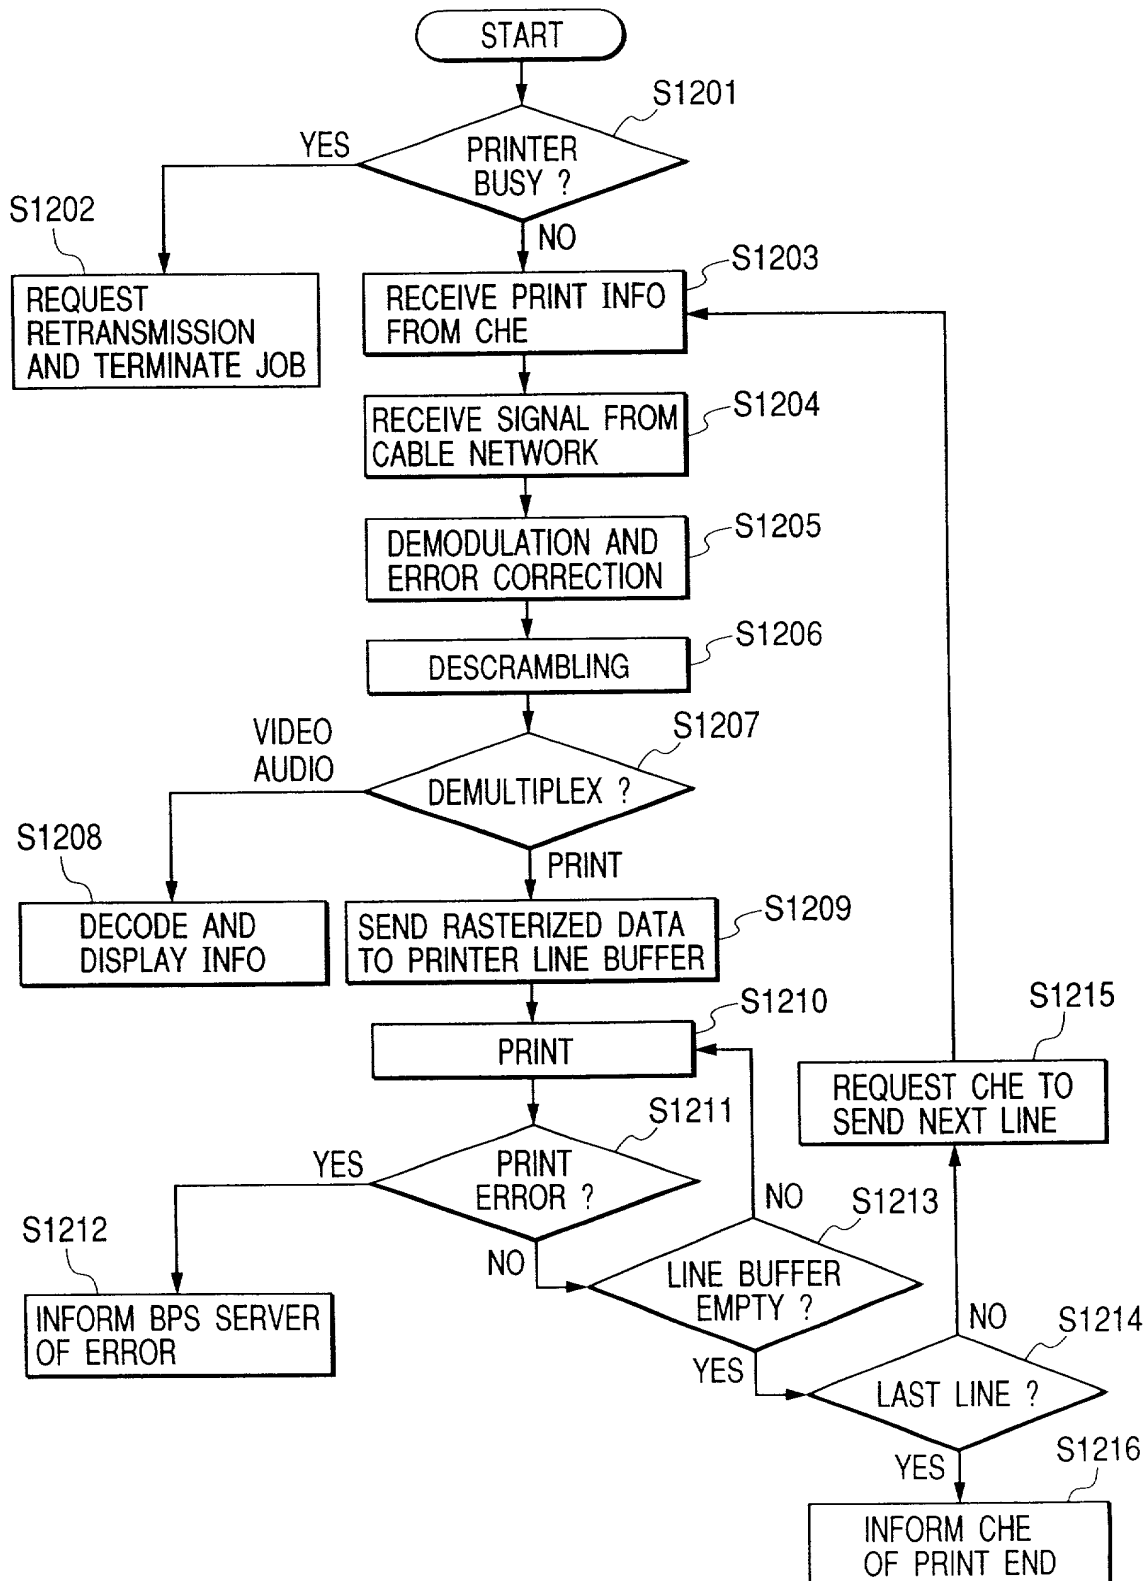 START
S1201
YES
PRINTER
BUSY ?
S1202
NO
S1203
REQUEST
RETRANSMISSION
AND TERMINATE JOB
RECEIVE PRINT INFO
FROM CHE
S1204
RECEIVE SIGNAL FROM
CABLE NETWORK
S1205
DEMODULATION AND
ERROR CORRECTION
S1206
DESCRAMBLING
S1207
VIDEO
AUDIO
DEMULTIPLEX ?
S1208
PRINT
DECODE AND
DISPLAY INFO
S1209
SEND RASTERIZED DATA
TO PRINTER LINE BUFFER
S1210
PRINT
S1215
REQUEST CHE TO
SEND NEXT LINE
S1211
YES
PRINT
ERROR ?
NO
S1213
S1212
NO
LINE BUFFER
EMPTY ?
INFORM BPS SERVER
OF ERROR
NO
S1214
YES
LAST LINE ?
S1216
YES
INFORM CHE
OF PRINT END